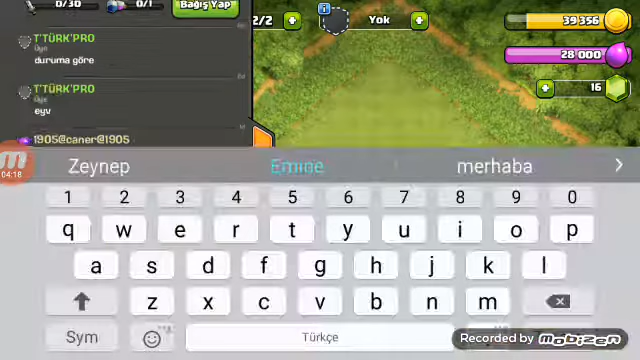 0/30 0/1 Bağış Yap
2/2 Yok 39 356
T'TÜRK'PRO
Üye
duruma göre
28 000
T'TÜRK'PRO
Üye
eyv
16
1905@caner@1905
04:18
Zeynep Emine merhaba
1 2 3 4 5 6 7 8 9 0
q w e r t y u i o p
a s d f g h j k l
z x c v b n m
Sym Türkçe
Recorded by MOBIZEN